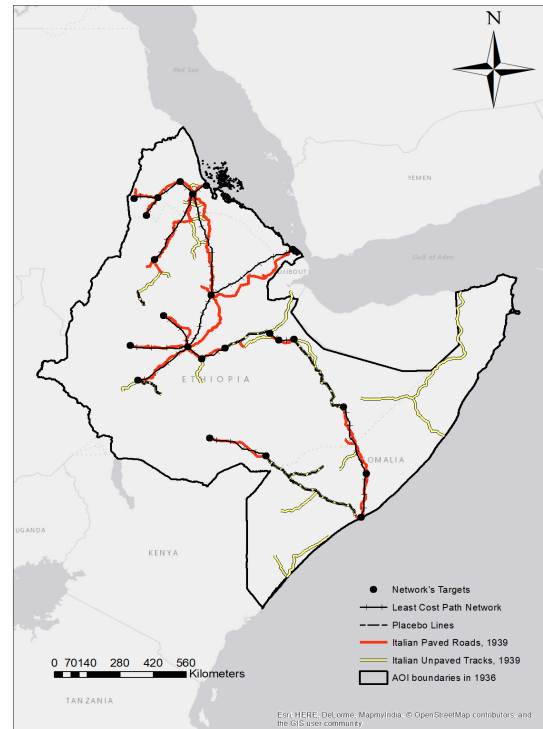 N
Red Sea
YEMEN
Gulf of Aden
DJIBOUTI
ETHIOPIA
SOMALIA
UGANDA
KENYA
TANZANIA
Network's Targets
Least Cost Path Network
Placebo Lines
Italian Paved Roads, 1939
Italian Unpaved Tracks, 1939
AOI boundaries in 1936
0 70 140 280 420 560
Kilometers
Esri, HERE, DeLorme, MapmyIndia, © OpenStreetMap contributors, and
the GIS user community